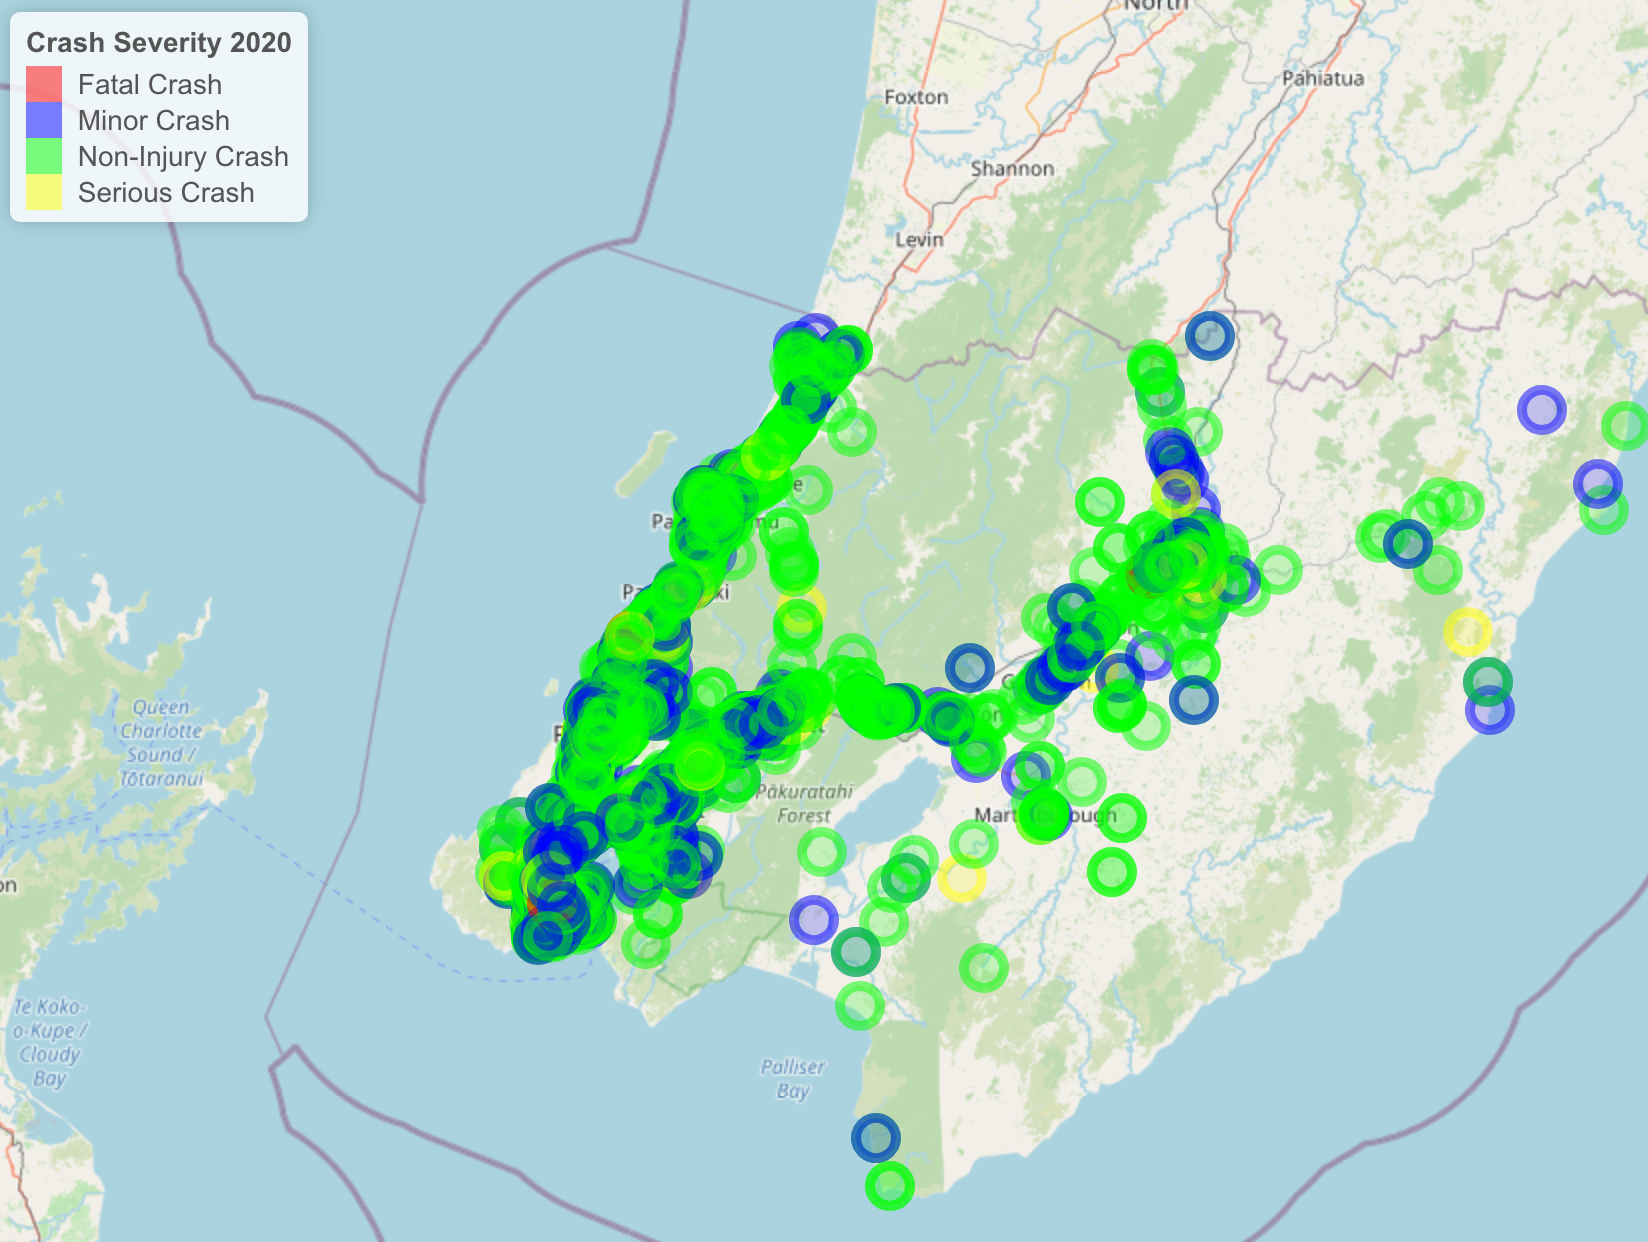 Crash Severity 2020
Fatal Crash
Minor Crash
Non-Injury Crash
Serious Crash
North
Pahiatua
Foxton
Shannon
Levin
Queen
Charlotte
Sound /
Tōtaranui
Pākuratahi
Forest
Te Koko-
o-Kupe /
Cloudy
Bay
Palliser
Bay